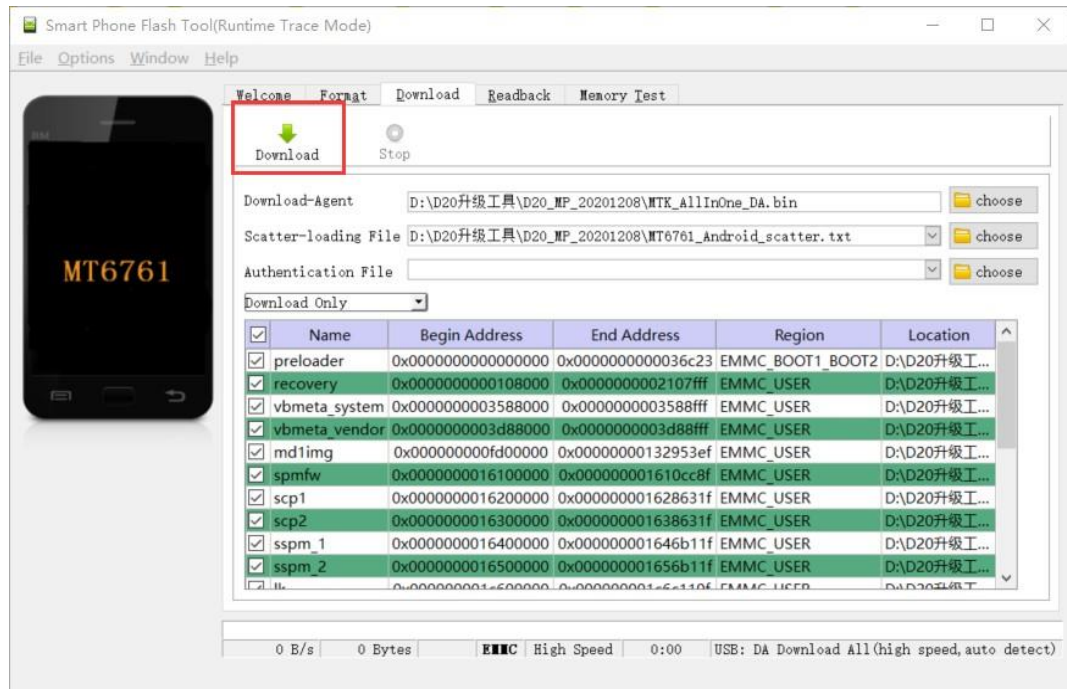 Smart Phone Flash Tool(Runtime Trace Mode)
File Options Window Help
Welcome Format Download Readback Memory Test
BM
Download Stop
Download-Agent D:\D20升级工具\D20_MP_20201208\MTK_AllInOne_DA.bin choose
Scatter-loading File D:\D20升级工具\D20_MP_20201208\MT6761_Android_scatter.txt choose
MT6761
Authentication File choose
Download Only
Name Begin Address End Address Region Location
preloader 0x0000000000000000 0x0000000000036c23 EMMC_BOOT1_BOOT2 D:\D20升级工...
recovery 0x0000000000108000 0x0000000002107fff EMMC_USER D:\D20升级工...
vbmeta_system 0x0000000003588000 0x0000000003588fff EMMC_USER D:\D20升级工...
vbmeta_vendor 0x0000000003d88000 0x0000000003d88fff EMMC_USER D:\D20升级工...
md1img 0x000000000fd00000 0x00000000132953ef EMMC_USER D:\D20升级工...
spmfw 0x0000000016100000 0x000000001610cc8f EMMC_USER D:\D20升级工...
scp1 0x0000000016200000 0x000000001628631f EMMC_USER D:\D20升级工...
scp2 0x0000000016300000 0x000000001638631f EMMC_USER D:\D20升级工...
sspm_1 0x0000000016400000 0x000000001646b11f EMMC_USER D:\D20升级工...
sspm_2 0x0000000016500000 0x000000001656b11f EMMC_USER D:\D20升级工...
0 B/s 0 Bytes EMMC High Speed 0:00 USB: DA Download All(high speed,auto detect)